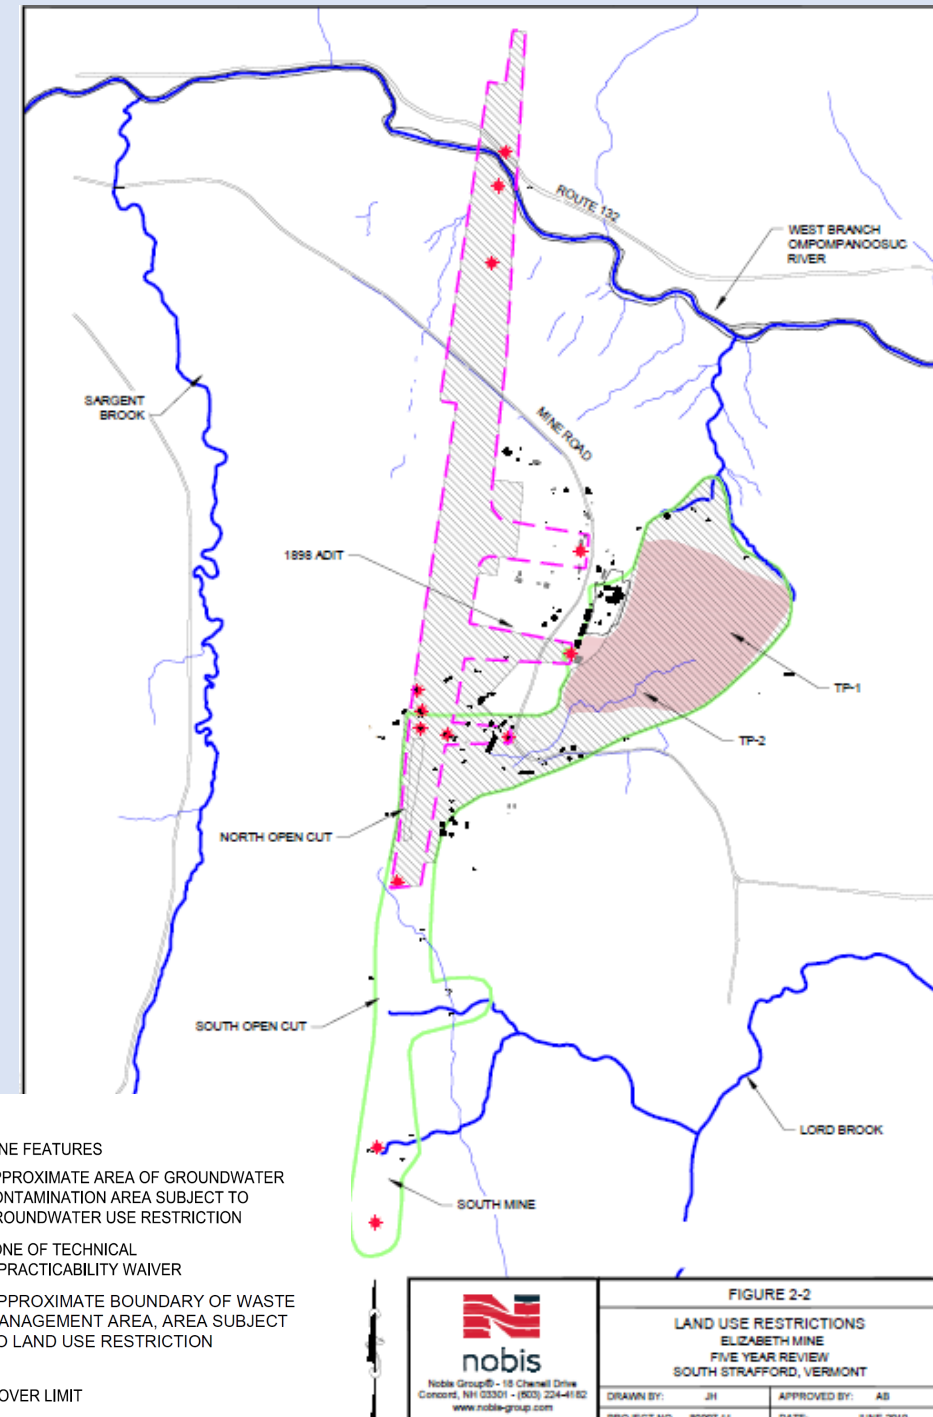 ROUTE 132
WEST BRANCH
OMPOMPANOOSUC
RIVER
SARGENT
BROOK
MINE ROAD
1898 ADIT
TP-1
TP-2
NORTH OPEN CUT
SOUTH OPEN CUT
LORD BROOK
SOUTH MINE
NE FEATURES
PPROXIMATE AREA OF GROUNDWATER
ONTAMINATION AREA SUBJECT TO
ROUNDWATER USE RESTRICTION
ONE OF TECHNICAL
PRACTICABILITY WAIVER
PPROXIMATE BOUNDARY OF WASTE
ANAGEMENT AREA, AREA SUBJECT
O LAND USE RESTRICTION
OVER LIMIT
nobis
Nobis Group® - 18 Chenell Drive
Concord, NH 03301 - (603) 224-4182
www.nobis-group.com
FIGURE 2-2
LAND USE RESTRICTIONS
ELIZABETH MINE
FIVE YEAR REVIEW
SOUTH STRAFFORD, VERMONT
DRAWN BY: JH APPROVED BY: AB